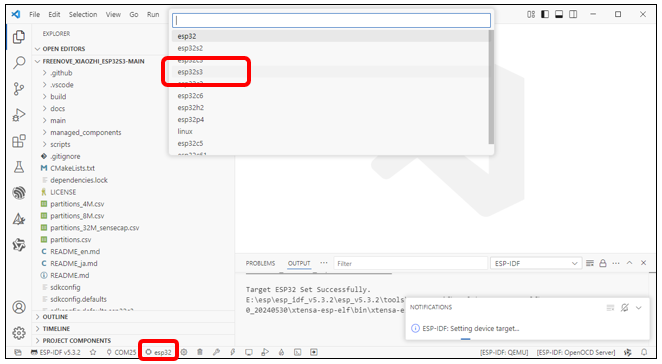 File Edit Selection View Go Run
EXPLORER
OPEN EDITORS
FREENOVE_XIAOZHI_ESP32S3-MAIN
.github
.vscode
build
docs
main
managed_components
scripts
.gitignore
CMakeLists.txt
dependencies.lock
LICENSE
partitions_4M.csv
partitions_8M.csv
partitions_32M_sensecap.csv
partitions.csv
README_en.md
README_ja.md
README.md
sdkconfig
sdkconfig.defaults
OUTLINE
TIMELINE
PROJECT COMPONENTS
esp32
esp32s2
esp32s3
esp32c6
esp32h2
esp32p4
linux
esp32c5
PROBLEMS OUTPUT ... Filter ESP-IDF
Target ESP32 Set Successfully.
E:\esp\esp_idf_v5.3.2\esp_v5.3.2\tools
0_20240530\xtensa-esp-elf\bin\xtensa-e
NOTIFICATIONS
ESP-IDF: Setting device target...
ESP-IDF v5.3.2 COM25 esp32 [ESP-IDF: QEMU] [ESP-IDF: OpenOCD Server]